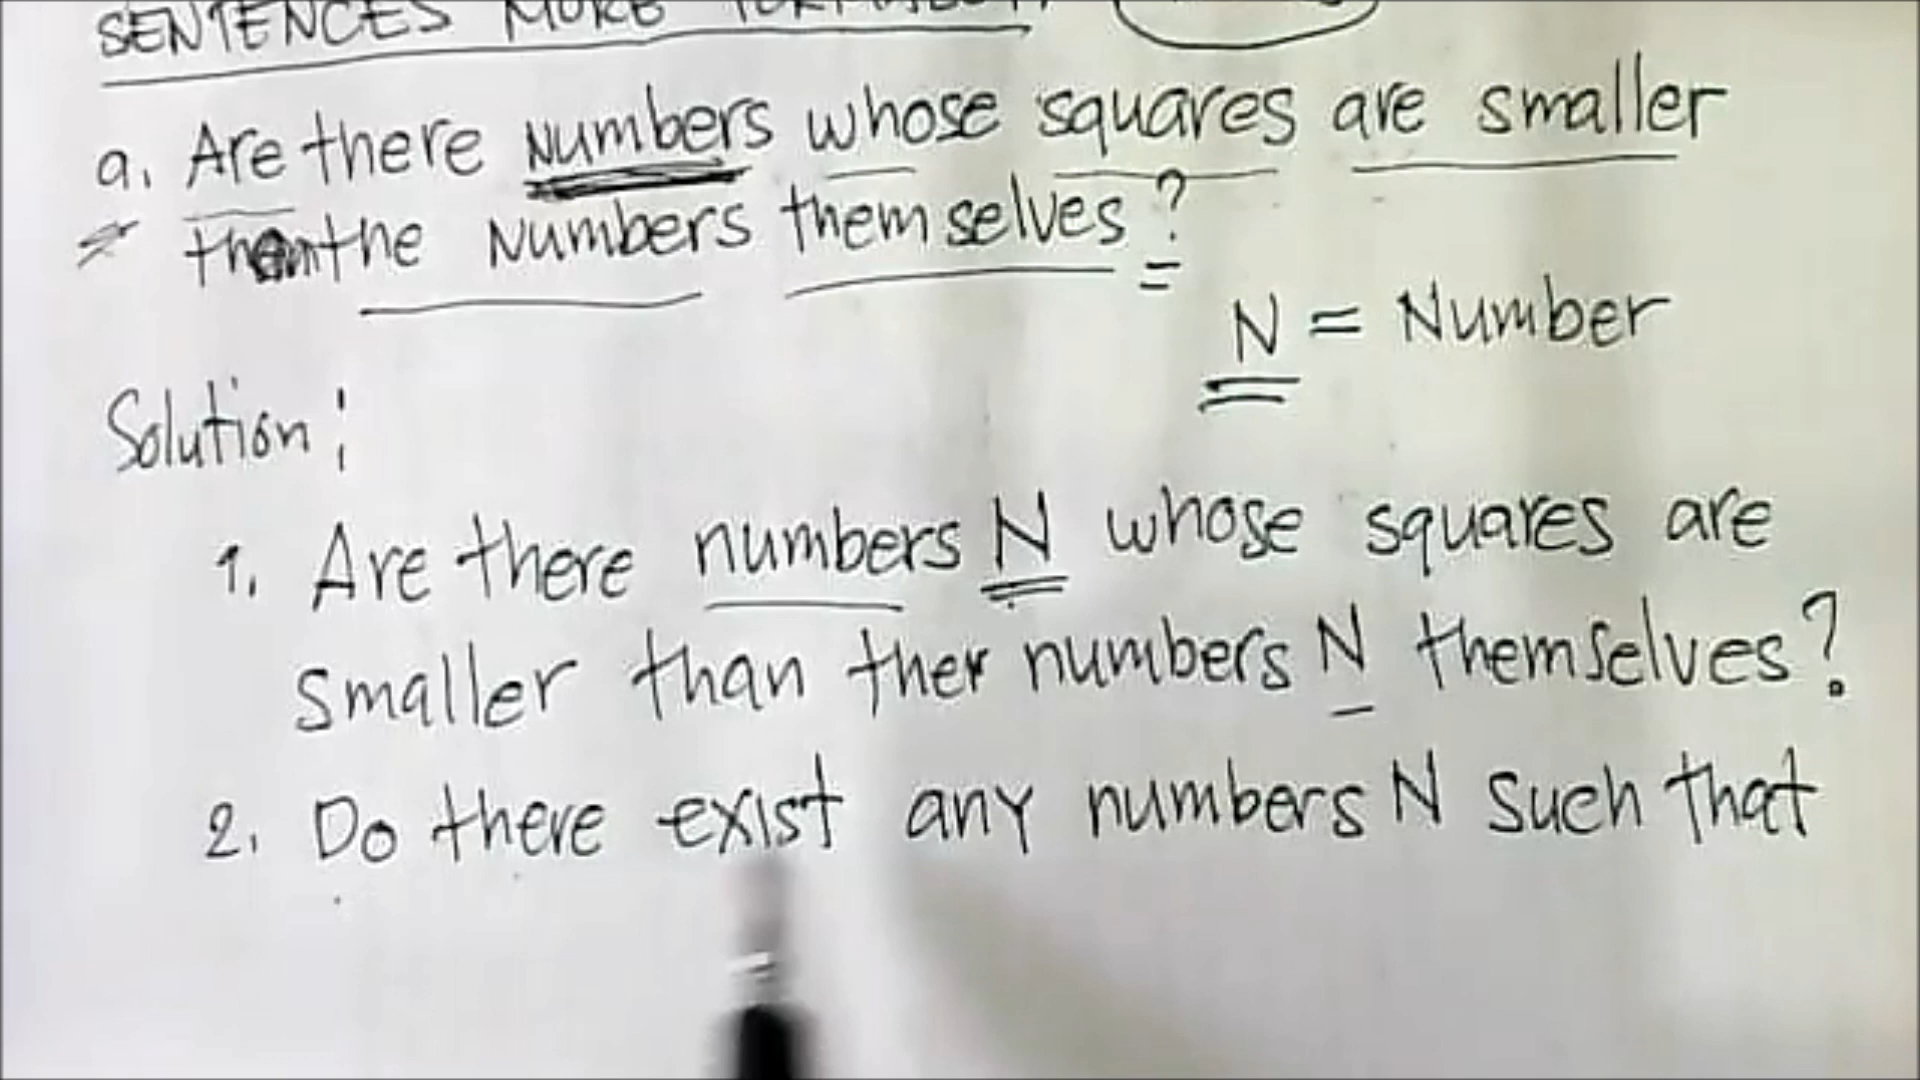 SENTENCES MORE
a. Are there Numbers whose squares are smaller
the Numbers themselves?
N = Number
Solution:
1. Are there numbers N whose squares are
smaller than ther numbers N themselves?
2. Do there exist any numbers N such that